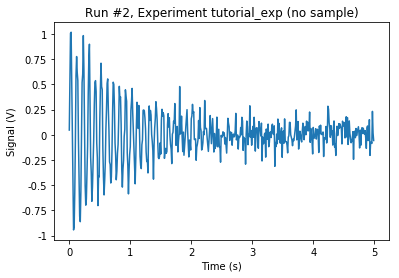 Run #2, Experiment tutorial_exp (no sample)
1
0.75
0.5
0.25
0
-0.25
-0.5
-0.75
-1
Signal (V)
0 1 2 3 4 5
Time (s)